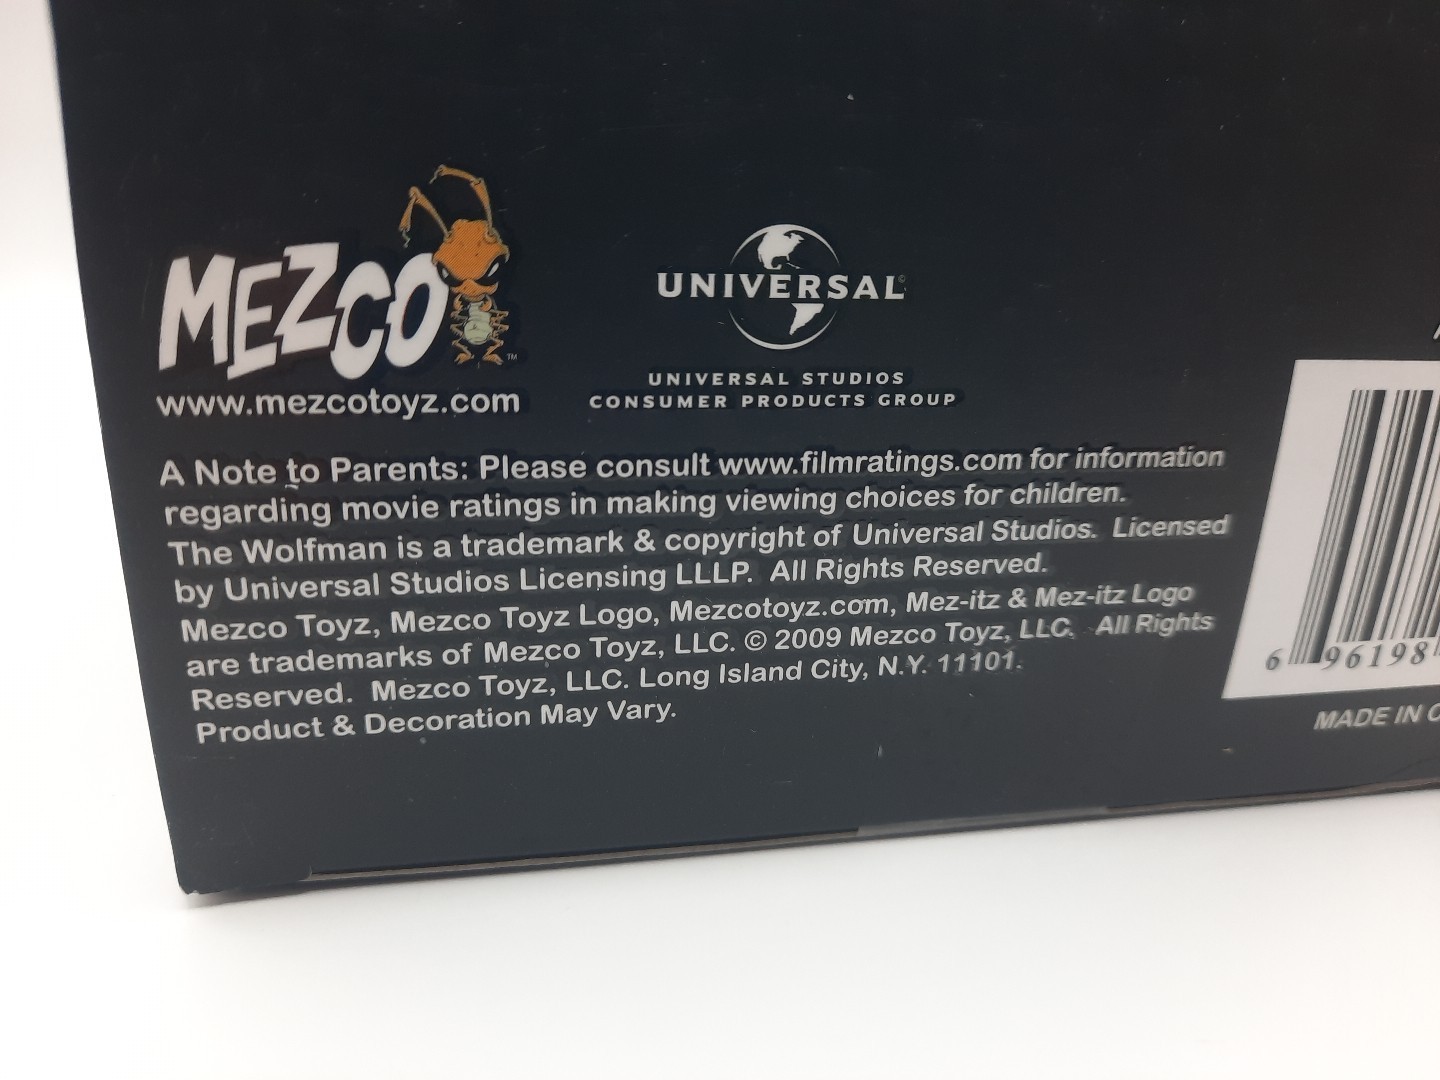 MEZCO
™
www.mezcotoyz.com
UNIVERSAL
UNIVERSAL STUDIOS
CONSUMER PRODUCTS GROUP
A Note to Parents: Please consult www.filmratings.com for information
regarding movie ratings in making viewing choices for children.
The Wolfman is a trademark & copyright of Universal Studios. Licensed
by Universal Studios Licensing LLLP. All Rights Reserved.
Mezco Toyz, Mezco Toyz Logo, Mezcotoyz.com, Mez-itz & Mez-itz Logo
are trademarks of Mezco Toyz, LLC. © 2009 Mezco Toyz, LLC. All Rights
Reserved. Mezco Toyz, LLC. Long Island City, N.Y. 11101.
Product & Decoration May Vary.
6 96198
MADE IN